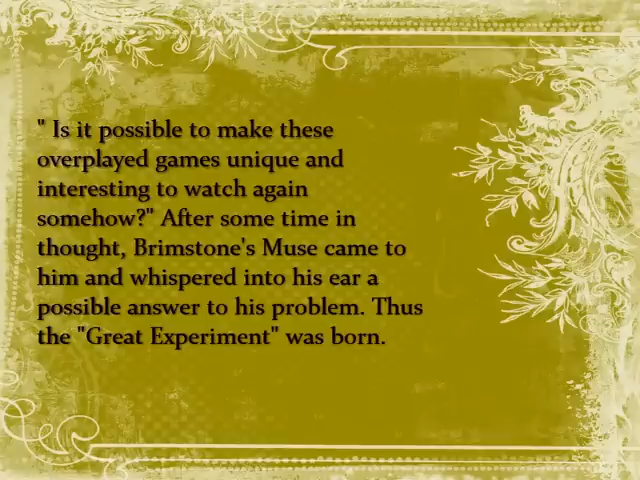 " Is it possible to make these
overplayed games unique and
interesting to watch again
somehow?" After some time in
thought, Brimstone's Muse came to
him and whispered into his ear a
possible answer to his problem. Thus
the "Great Experiment" was born.